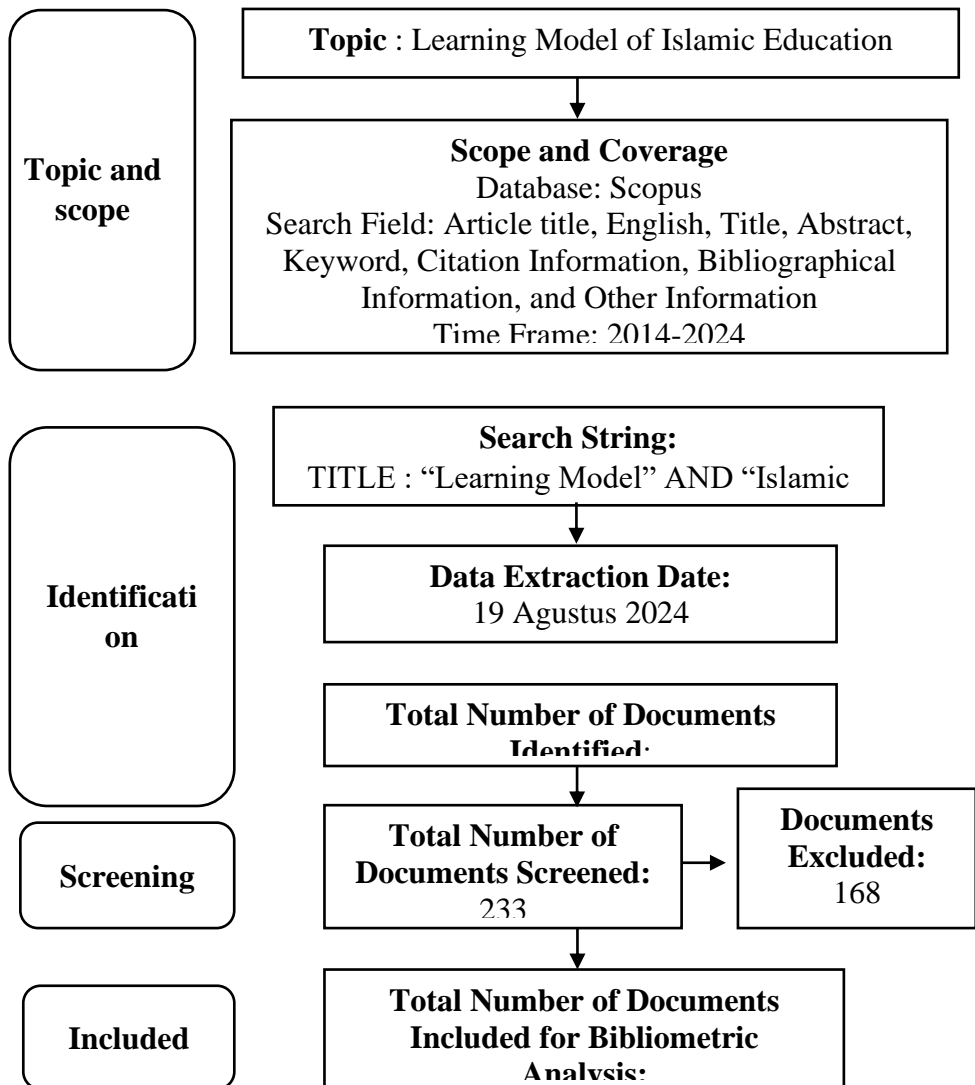 Topic : Learning Model of Islamic Education
Topic and
scope
Scope and Coverage
Database: Scopus
Search Field: Article title, English, Title, Abstract,
Keyword, Citation Information, Bibliographical
Information, and Other Information
Time Frame: 2014-2024
Identificati
on
Search String:
TITLE : “Learning Model” AND “Islamic
Data Extraction Date:
19 Agustus 2024
Total Number of Documents
Identified:
Screening
Total Number of
Documents Screened:
233
Documents
Excluded:
168
Included
Total Number of Documents
Included for Bibliometric
Analysis: